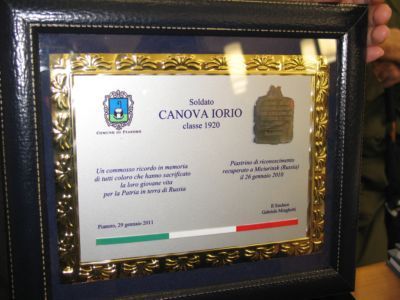 Soldato
CANOVA IORIO
classe 1920
COMUNE DI PIANORO
Un commosso ricordo in memoria
di tutti coloro che hanno sacrificato
la loro giovane vita
per la Patria in terra di Russia
Piastrino di riconoscimento
recuperato a Miciurinsk (Russia)
il 26 gennaio 2010
Pianoro, 29 gennaio 2011
Il Sindaco
Gabriele Minghetti